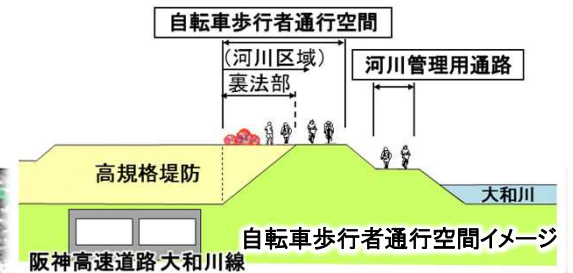 自転車歩行者通行空間
(河川区域)
裏法部
河川管理用通路
高規格堤防
大和川
自転車歩行者通行空間イメージ
阪神高速道路 大和川線